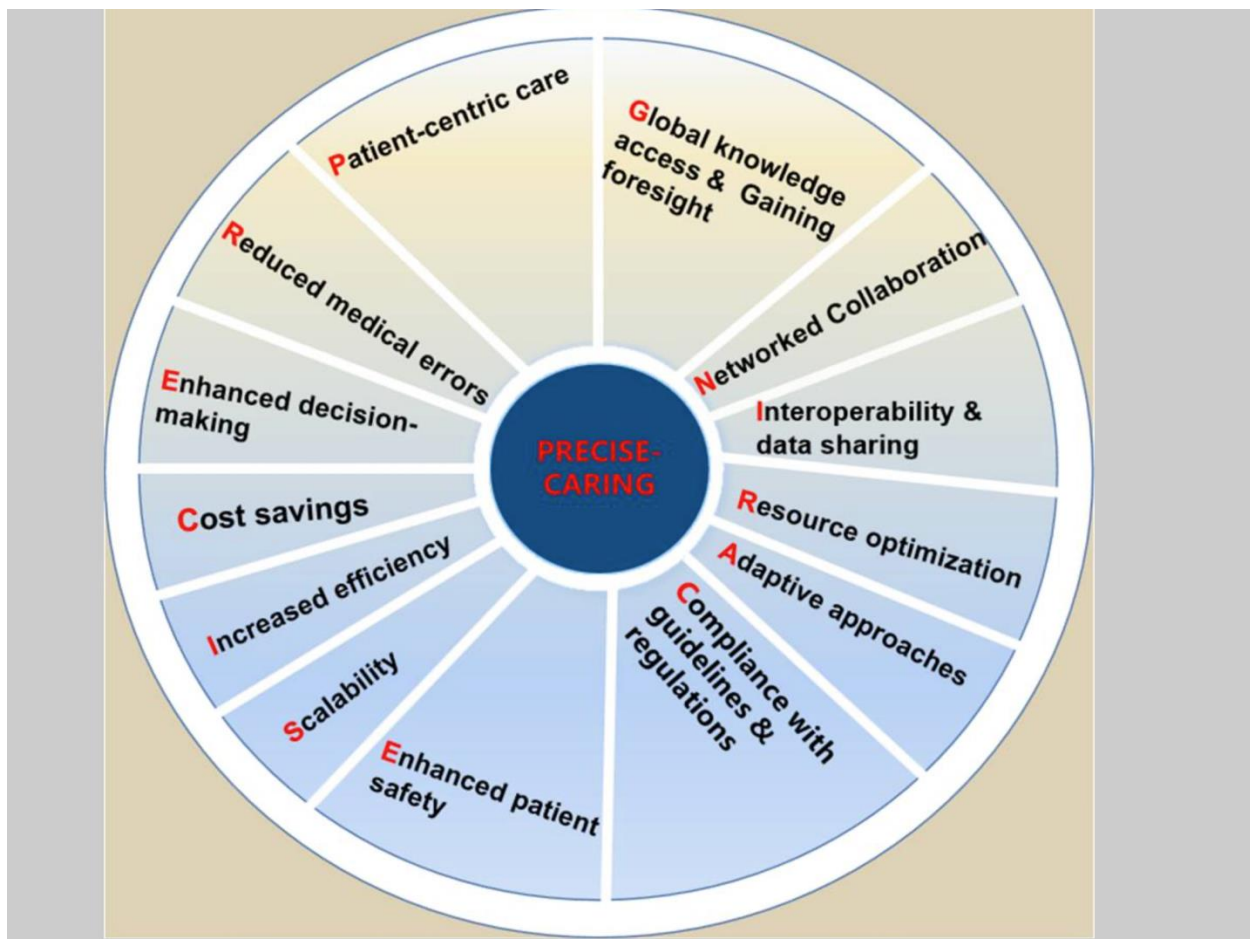 Patient-centric care
Reduced medical errors
Enhanced decision-
making
Cost savings
Increased efficiency
Scalability
Enhanced patient
safety
Compliance with
guidelines &
regulations
Adaptive approaches
Resource optimization
Interoperability &
data sharing
Networked Collaboration
Global knowledge
access & Gaining
foresight
PRECISE-
CARING